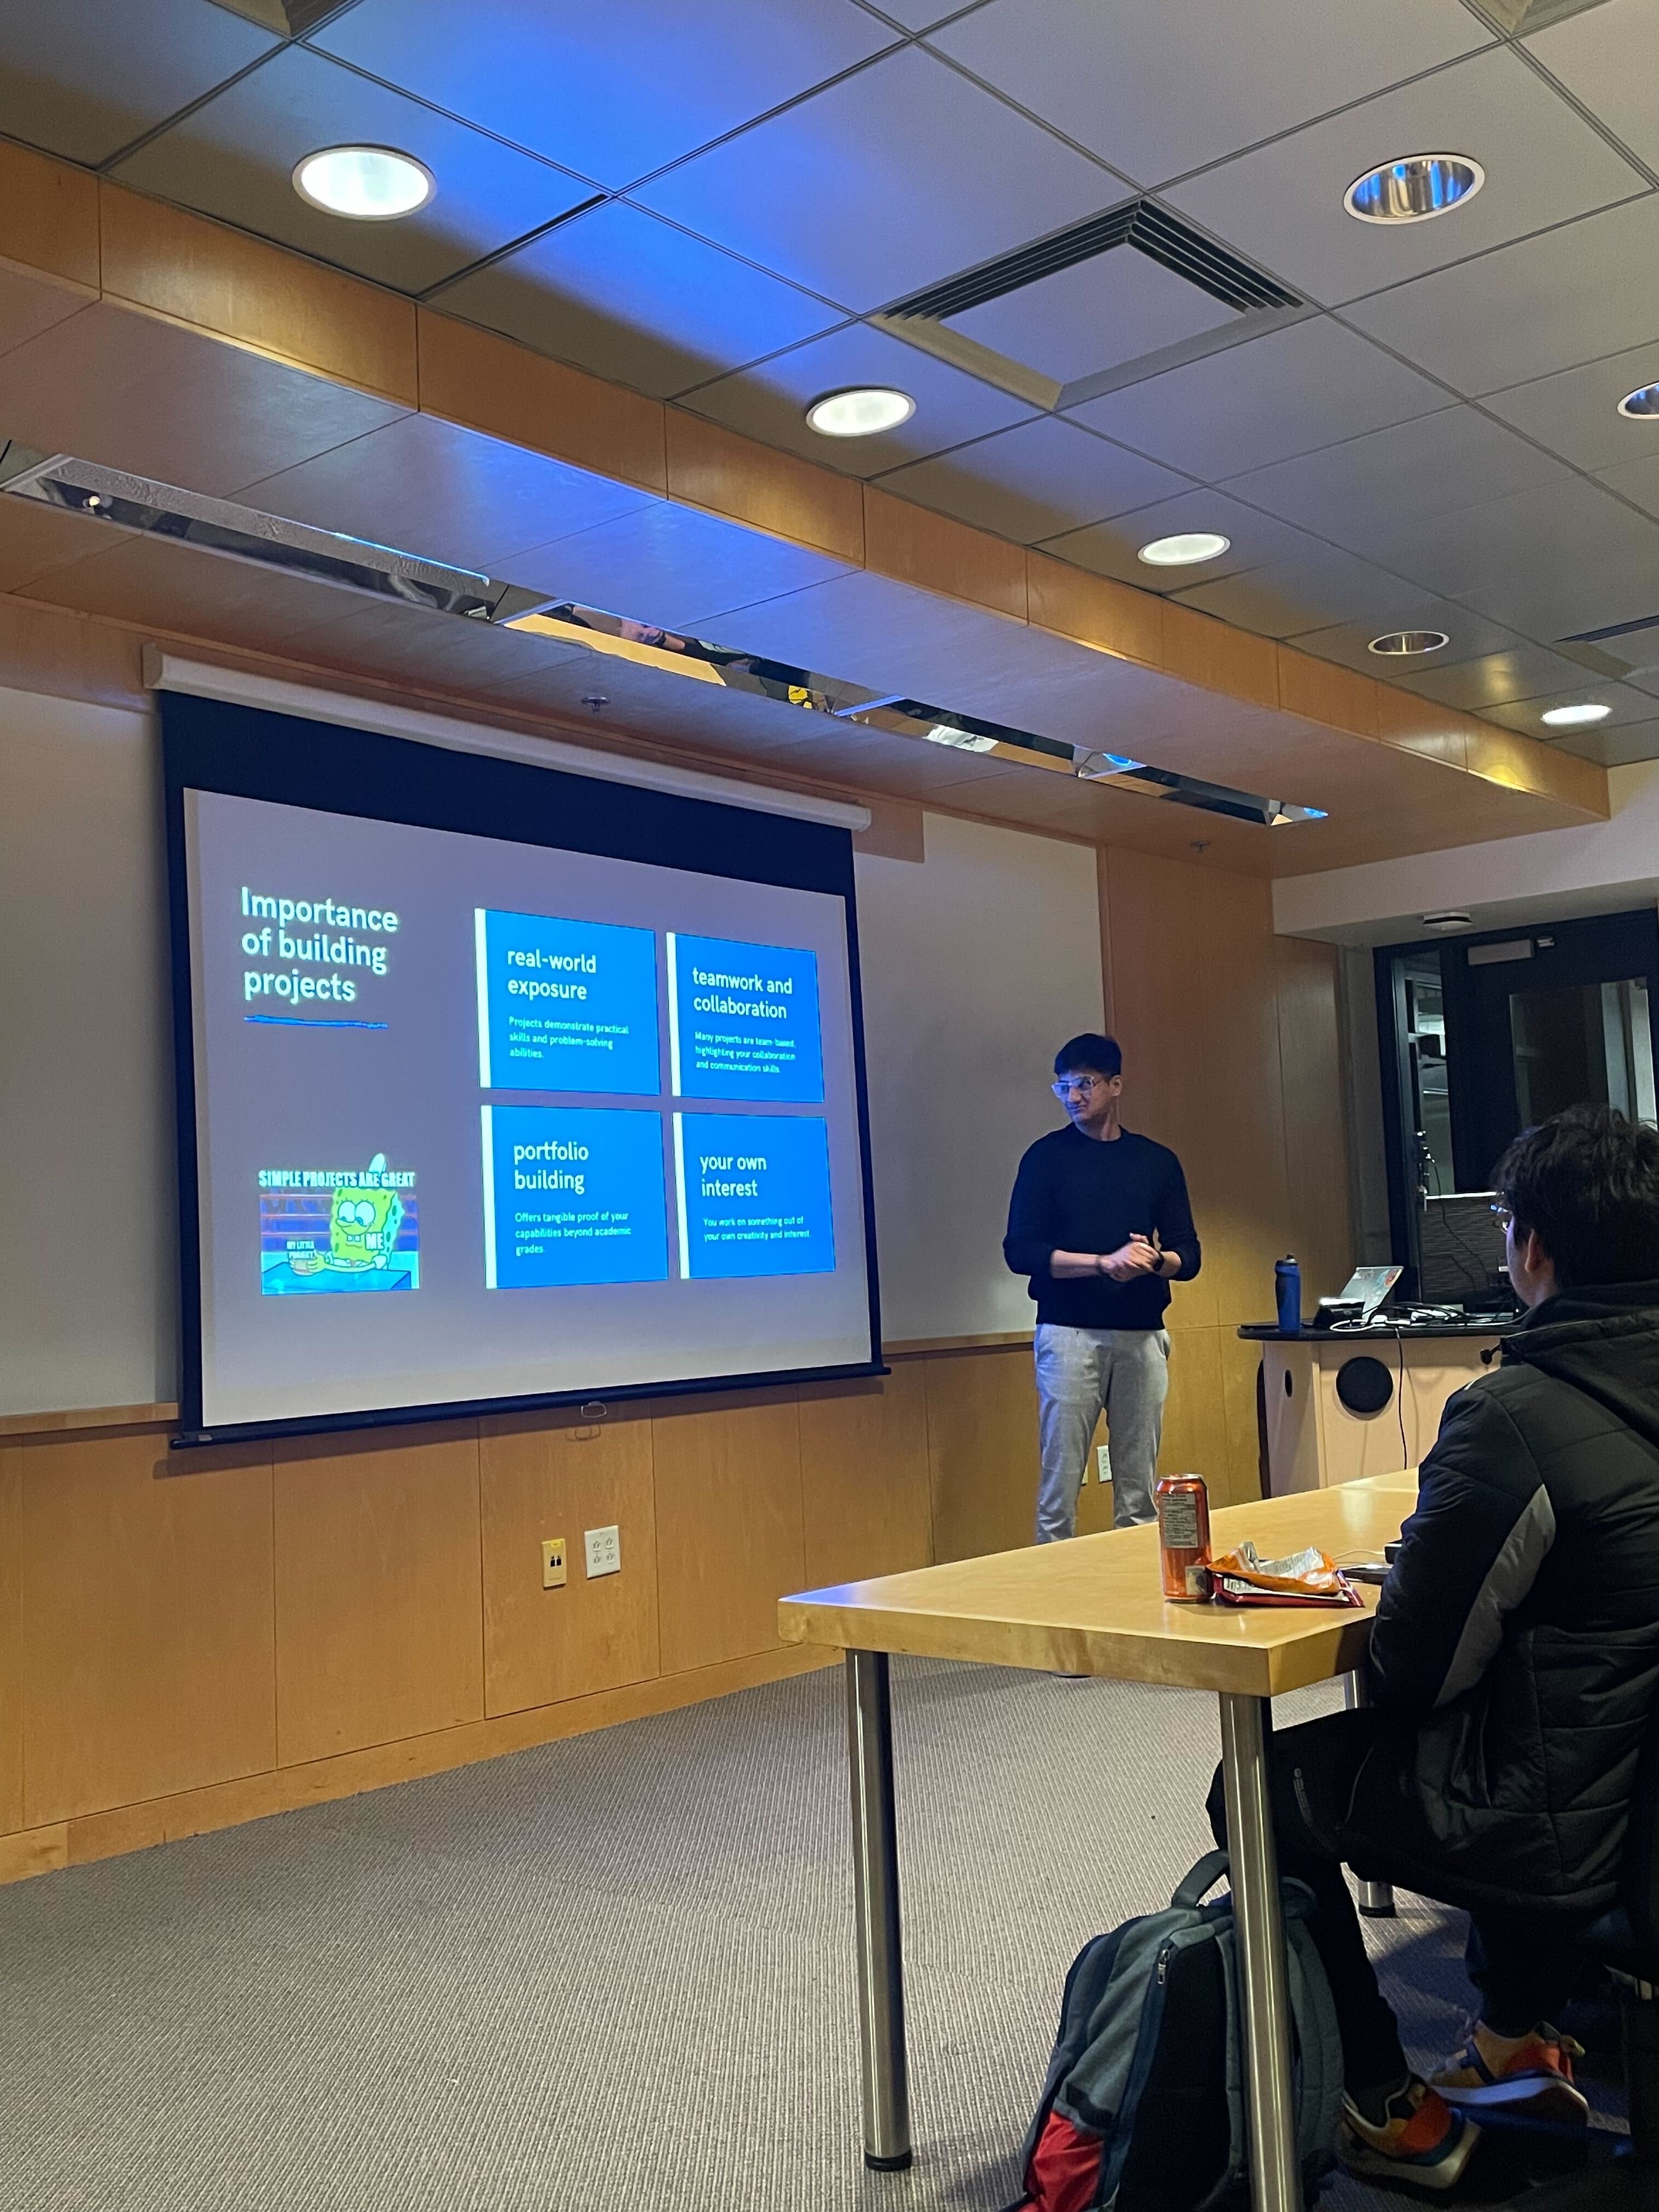 Importance
of building
projects
real-world
exposure
Projects demonstrate practical
skills and problem-solving
abilities.
teamwork and
collaboration
Many projects are team-based,
highlighting your collaboration
and communication skills.
portfolio
building
Offers tangible proof of your
capabilities beyond academic
grades.
your own
interest
You work on something out of
your own creativity and interest.
SIMPLE PROJECTS ARE GREAT
MY LITTLE
PROJECT
ME